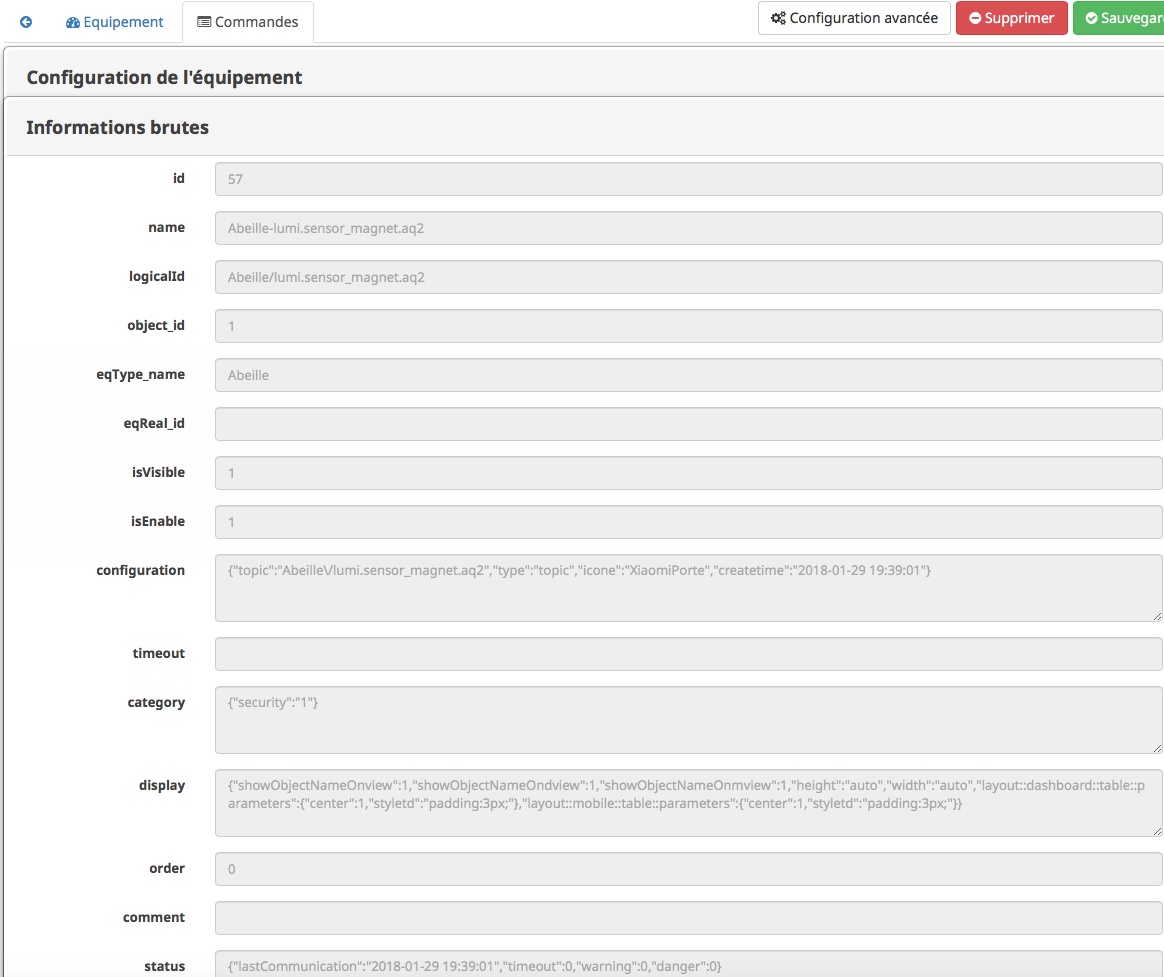 Equipement
Commandes
Configuration avancée
Supprimer
Sauvegar
Configuration de l'équipement
Informations brutes
id
57
name
Abeille-lumi.sensor_magnet.aq2
logicalId
Abeille/lumi.sensor_magnet.aq2
object_id
1
eqType_name
Abeille
eqReal_id
isVisible
1
isEnable
1
configuration
{"topic":"Abeille\/lumi.sensor_magnet.aq2","type":"topic","icone":"XiaomiPorte","createtime":"2018-01-29 19:39:01"}
timeout
category
{"security":"1"}
display
{"showObjectNameOnview":1,"showObjectNameOndview":1,"showObjectNameOnmview":1,"height":"auto","width":"auto","layout::dashboard::table::p
arameters":{"center":1,"styletd":"padding:3px;"},"layout::mobile::table::parameters":{"center":1,"styletd":"padding:3px;"}}
order
0
comment
status
{"lastCommunication":"2018-01-29 19:39:01","timeout":0,"warning":0,"danger":0}